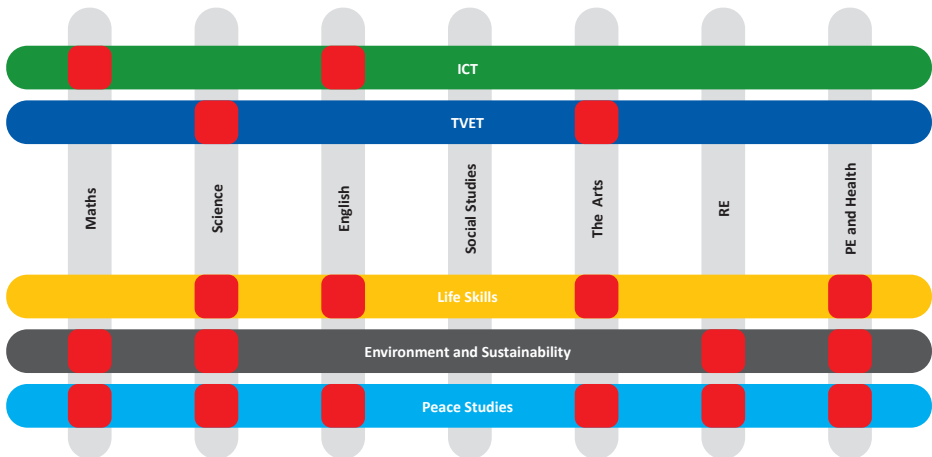 ICT
TVET
Maths
Science
English
Social Studies
The Arts
RE
PE and Health
Life Skills
Environment and Sustainability
Peace Studies